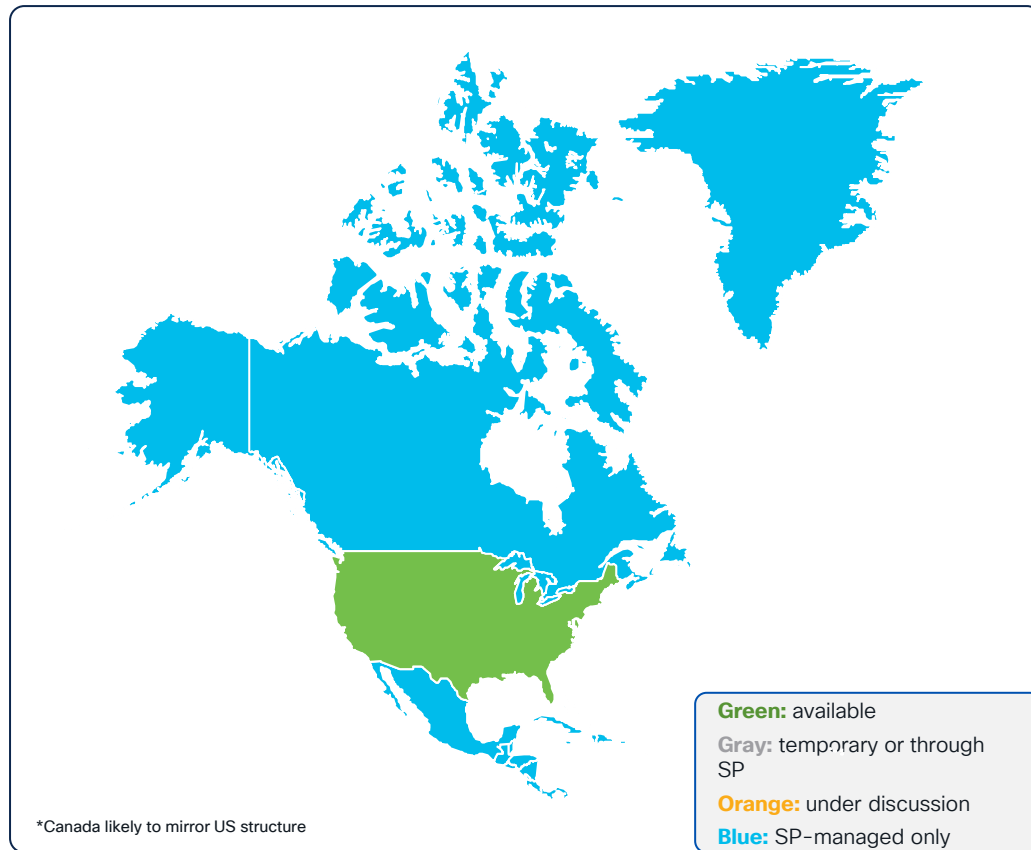 Green: available
Gray: temporary or through
SP
Orange: under discussion
Blue: SP-managed only
*Canada likely to mirror US structure